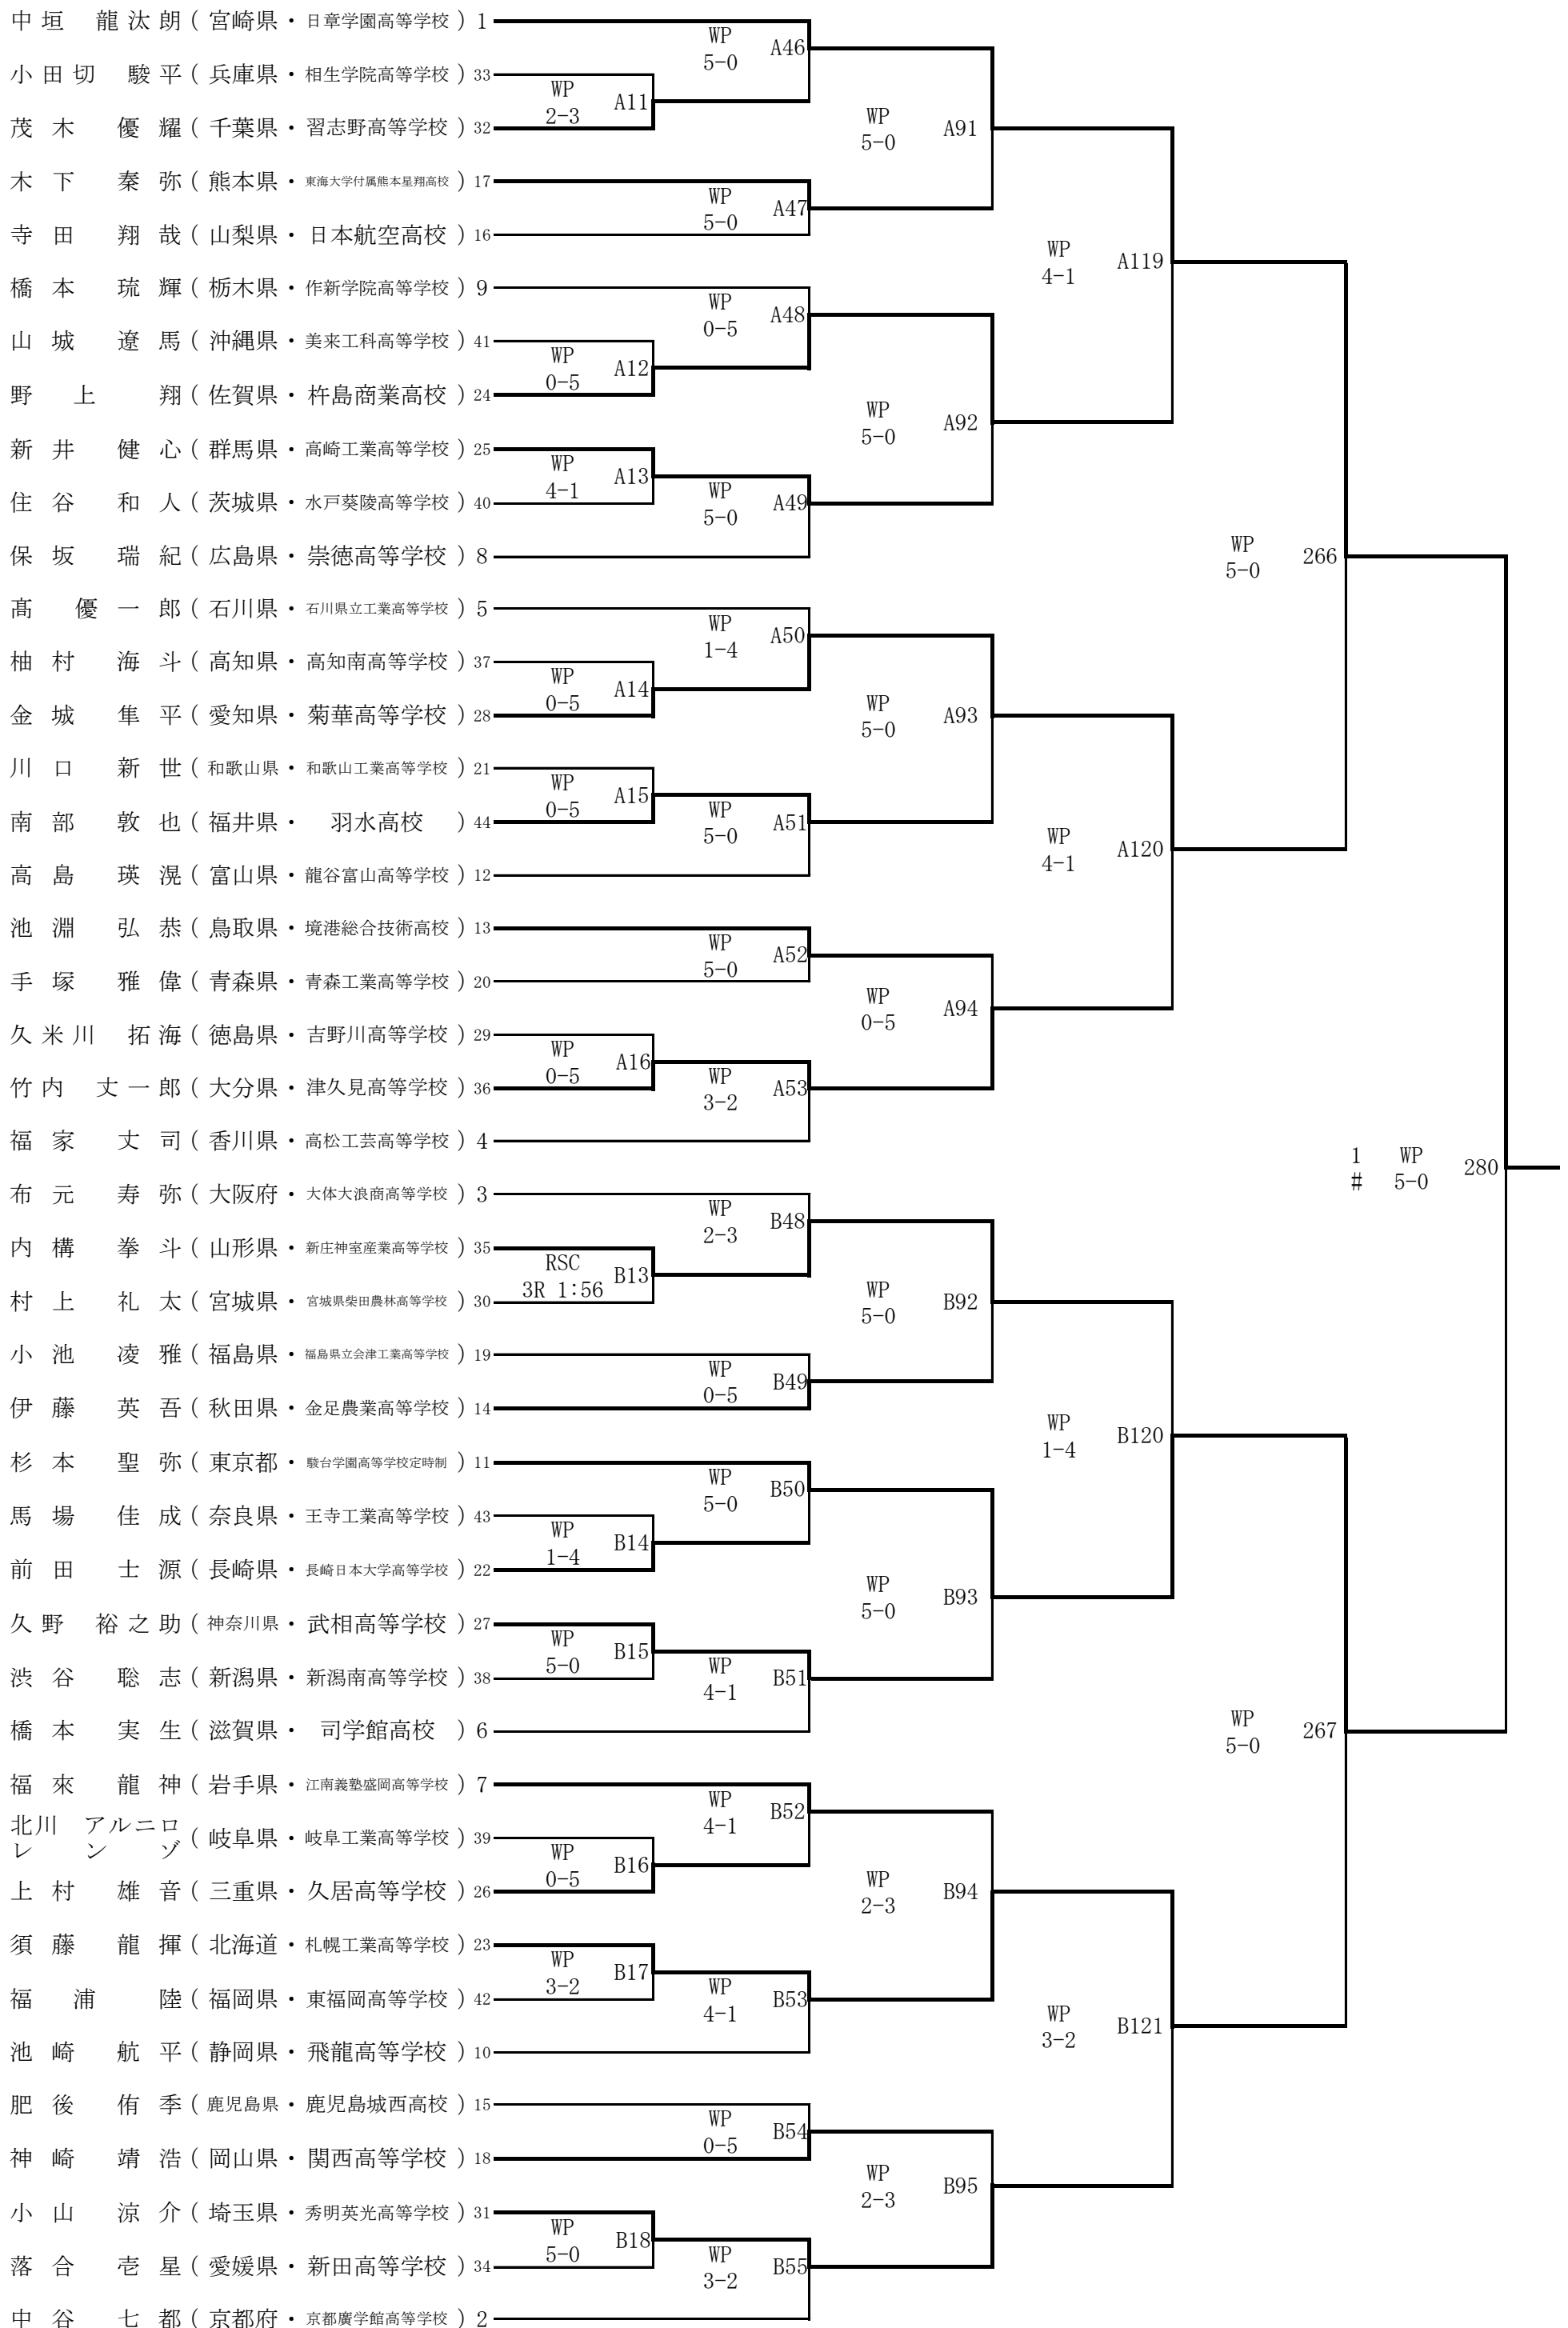 中垣 龍汰朗 ( 宮崎県・日章学園高等学校 ) 1
WP
5-0
A46
小田切 駿平 ( 兵庫県・相生学院高等学校 ) 33
WP
2-3
A11
茂木 優耀 ( 千葉県・習志野高等学校 ) 32
WP
5-0
A91
木下 秦弥 ( 熊本県・東海大学付属熊本星翔高校 ) 17
WP
5-0
A47
寺田 翔哉 ( 山梨県・日本航空高校 ) 16
WP
4-1
A119
橋本 琉輝 ( 栃木県・作新学院高等学校 ) 9
WP
0-5
A48
山城 遼馬 ( 沖縄県・美来工科高等学校 ) 41
WP
0-5
A12
野上 翔 ( 佐賀県・杵島商業高校 ) 24
WP
5-0
A92
新井 健心 ( 群馬県・高崎工業高等学校 ) 25
WP
4-1
A13
住谷 和人 ( 茨城県・水戸葵陵高等学校 ) 40
WP
5-0
A49
保坂 瑞紀 ( 広島県・崇徳高等学校 ) 8
WP
5-0
266
髙 優一郎 ( 石川県・石川県立工業高等学校 ) 5
WP
1-4
A50
柚村 海斗 ( 高知県・高知南高等学校 ) 37
WP
0-5
A14
金城 隼平 ( 愛知県・菊華高等学校 ) 28
WP
5-0
A93
川口 新世 ( 和歌山県・和歌山工業高等学校 ) 21
WP
0-5
A15
南部 敦也 ( 福井県・羽水高校 ) 44
WP
5-0
A51
高島 瑛滉 ( 富山県・龍谷富山高等学校 ) 12
WP
4-1
A120
池淵 弘恭 ( 鳥取県・境港総合技術高校 ) 13
WP
5-0
A52
手塚 雅偉 ( 青森県・青森工業高等学校 ) 20
WP
0-5
A94
久米川 拓海 ( 徳島県・吉野川高等学校 ) 29
WP
0-5
A16
竹内 丈一郎 ( 大分県・津久見高等学校 ) 36
WP
3-2
A53
福家 丈司 ( 香川県・高松工芸高等学校 ) 4
1
#
WP
5-0
280
布元 寿弥 ( 大阪府・大体大浪商高等学校 ) 3
WP
2-3
B48
内構 拳斗 ( 山形県・新庄神室産業高等学校 ) 35
RSC
3R 1:56
B13
村上 礼太 ( 宮城県・宮城県柴田農林高等学校 ) 30
WP
5-0
B92
小池 凌雅 ( 福島県・福島県立会津工業高等学校 ) 19
WP
0-5
B49
伊藤 英吾 ( 秋田県・金足農業高等学校 ) 14
WP
1-4
B120
杉本 聖弥 ( 東京都・駿台学園高等学校定時制 ) 11
WP
5-0
B50
馬場 佳成 ( 奈良県・王寺工業高等学校 ) 43
WP
1-4
B14
前田 士源 ( 長崎県・長崎日本大学高等学校 ) 22
WP
5-0
B93
久野 裕之助 ( 神奈川県・武相高等学校 ) 27
WP
5-0
B15
渋谷 聡志 ( 新潟県・新潟南高等学校 ) 38
WP
4-1
B51
橋本 実生 ( 滋賀県・司学館高校 ) 6
WP
5-0
267
福來 龍神 ( 岩手県・江南義塾盛岡高等学校 ) 7
WP
4-1
B52
北川 アルニロ
レンゾ ( 岐阜県・岐阜工業高等学校 ) 39
WP
0-5
B16
上村 雄音 ( 三重県・久居高等学校 ) 26
WP
2-3
B94
須藤 龍揮 ( 北海道・札幌工業高等学校 ) 23
WP
3-2
B17
福浦 陸 ( 福岡県・東福岡高等学校 ) 42
WP
4-1
B53
池崎 航平 ( 静岡県・飛龍高等学校 ) 10
WP
3-2
B121
肥後 侑季 ( 鹿児島県・鹿児島城西高校 ) 15
WP
0-5
B54
神崎 靖浩 ( 岡山県・関西高等学校 ) 18
WP
2-3
B95
小山 涼介 ( 埼玉県・秀明英光高等学校 ) 31
WP
5-0
B18
落合 壱星 ( 愛媛県・新田高等学校 ) 34
WP
3-2
B55
中谷 七都 ( 京都府・京都廣学館高等学校 ) 2